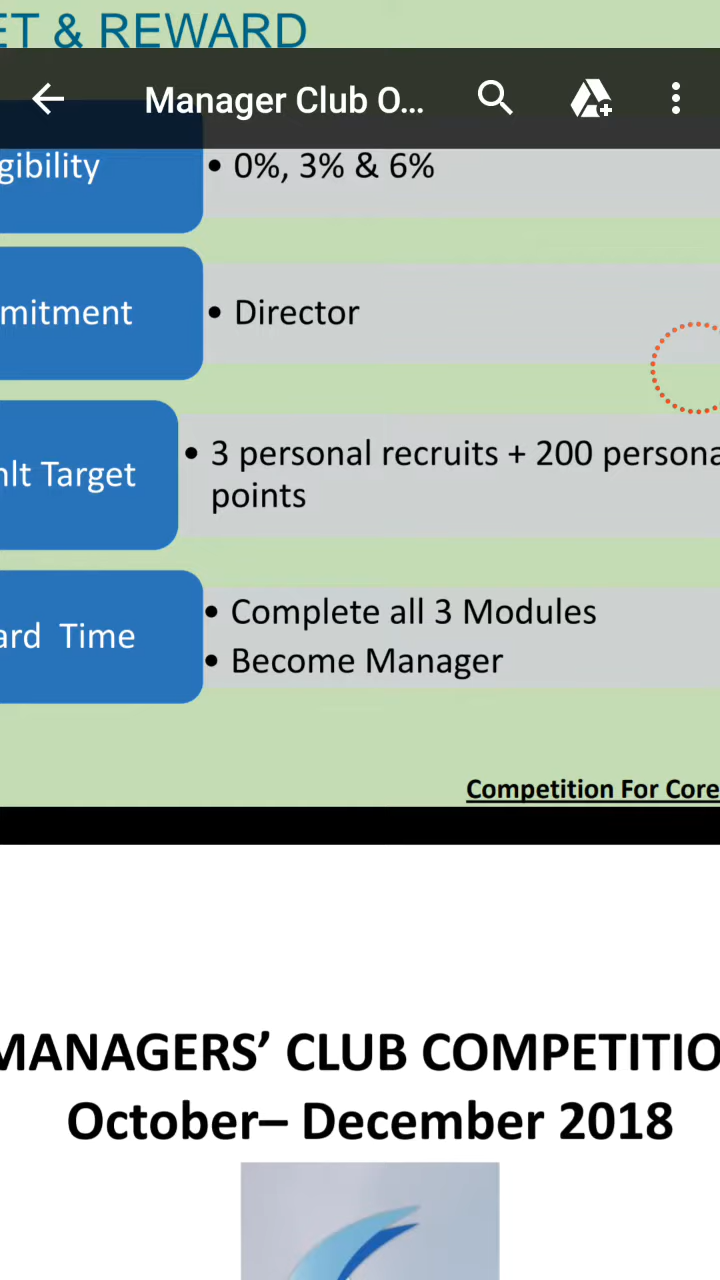 ET & REWARD
Manager Club O...
gibility
• 0%, 3% & 6%
mitment
• Director
hlt Target
• 3 personal recruits + 200 persona
points
ard Time
• Complete all 3 Modules
• Become Manager
Competition For Core
MANAGERS’ CLUB COMPETITIO
October– December 2018